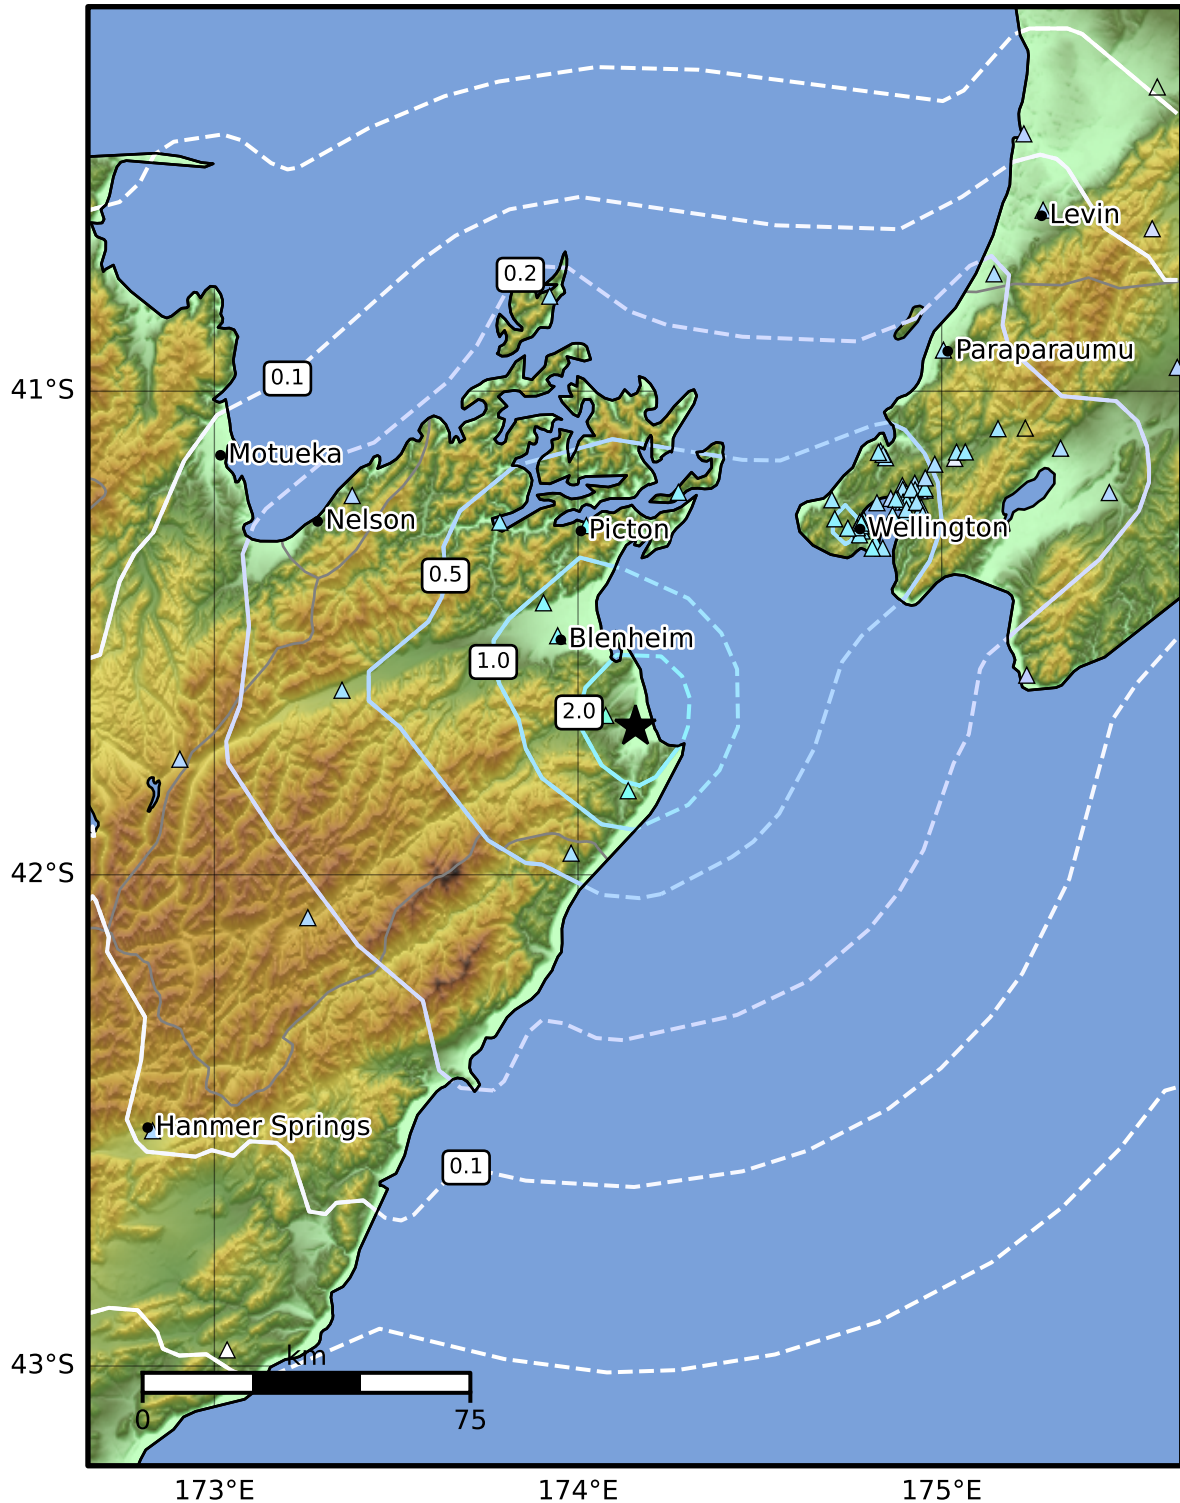 0.2
Levin
Paraparaumu
0.1
41°S
Motueka
Nelson
Picton
Wellington
0.5
Blenheim
1.0
2.0
42°S
Hanmer Springs
0.1
km
43°S
0
75
173°E
174°E
175°E